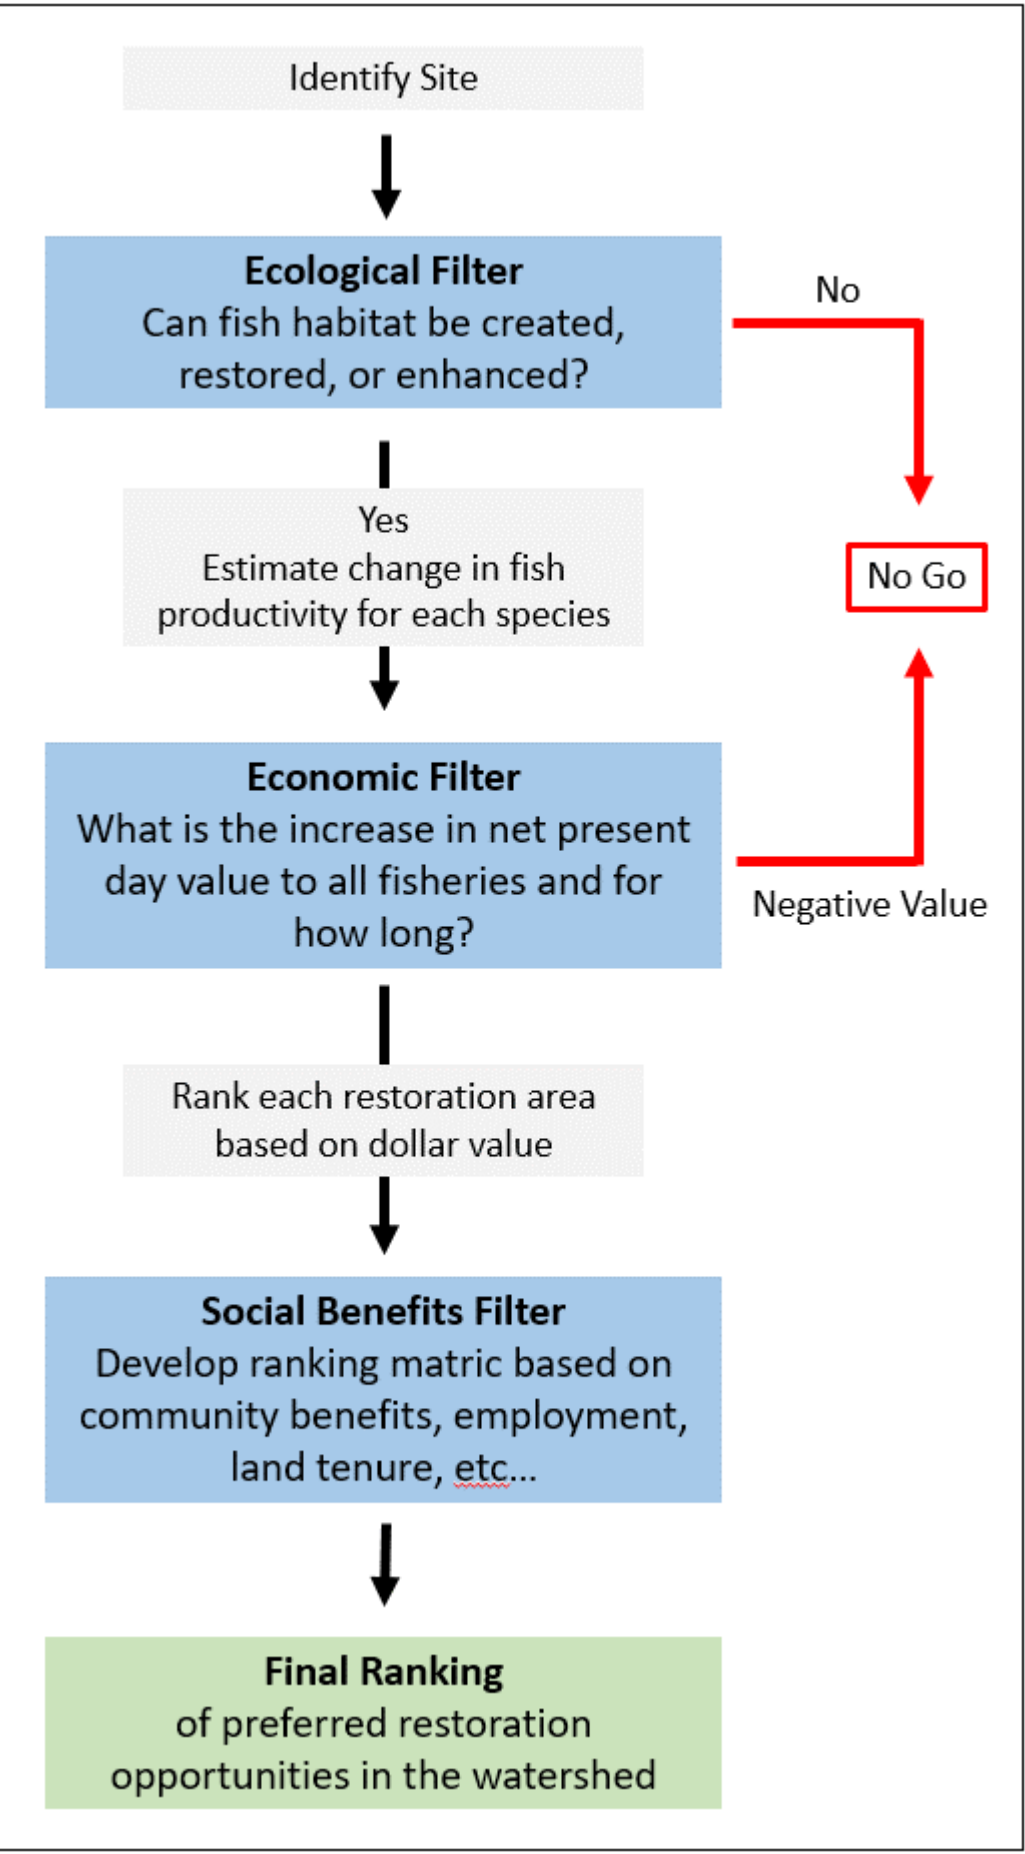 Identify Site
Ecological Filter
Can fish habitat be created,
restored, or enhanced?
No
Yes
Estimate change in fish
productivity for each species
No Go
Economic Filter
What is the increase in net present
day value to all fisheries and for
how long?
Negative Value
Rank each restoration area
based on dollar value
Social Benefits Filter
Develop ranking matric based on
community benefits, employment,
land tenure, etc...
Final Ranking
of preferred restoration
opportunities in the watershed